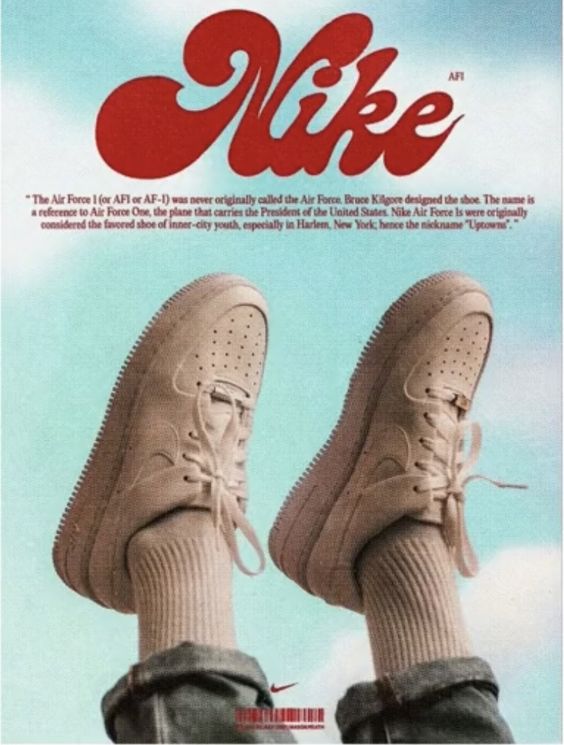 Nike
AF1
" The Air Force 1 (or AF1 or AF-1) was never originally called the Air Force. Bruce Kilgore designed the shoe. The name is
a reference to Air Force One, the plane that carries the President of the United States. Nike Air Force 1s were originally
considered the favored shoe of inner-city youth, especially in Harlem, New York; hence the nickname "Uptowns". "